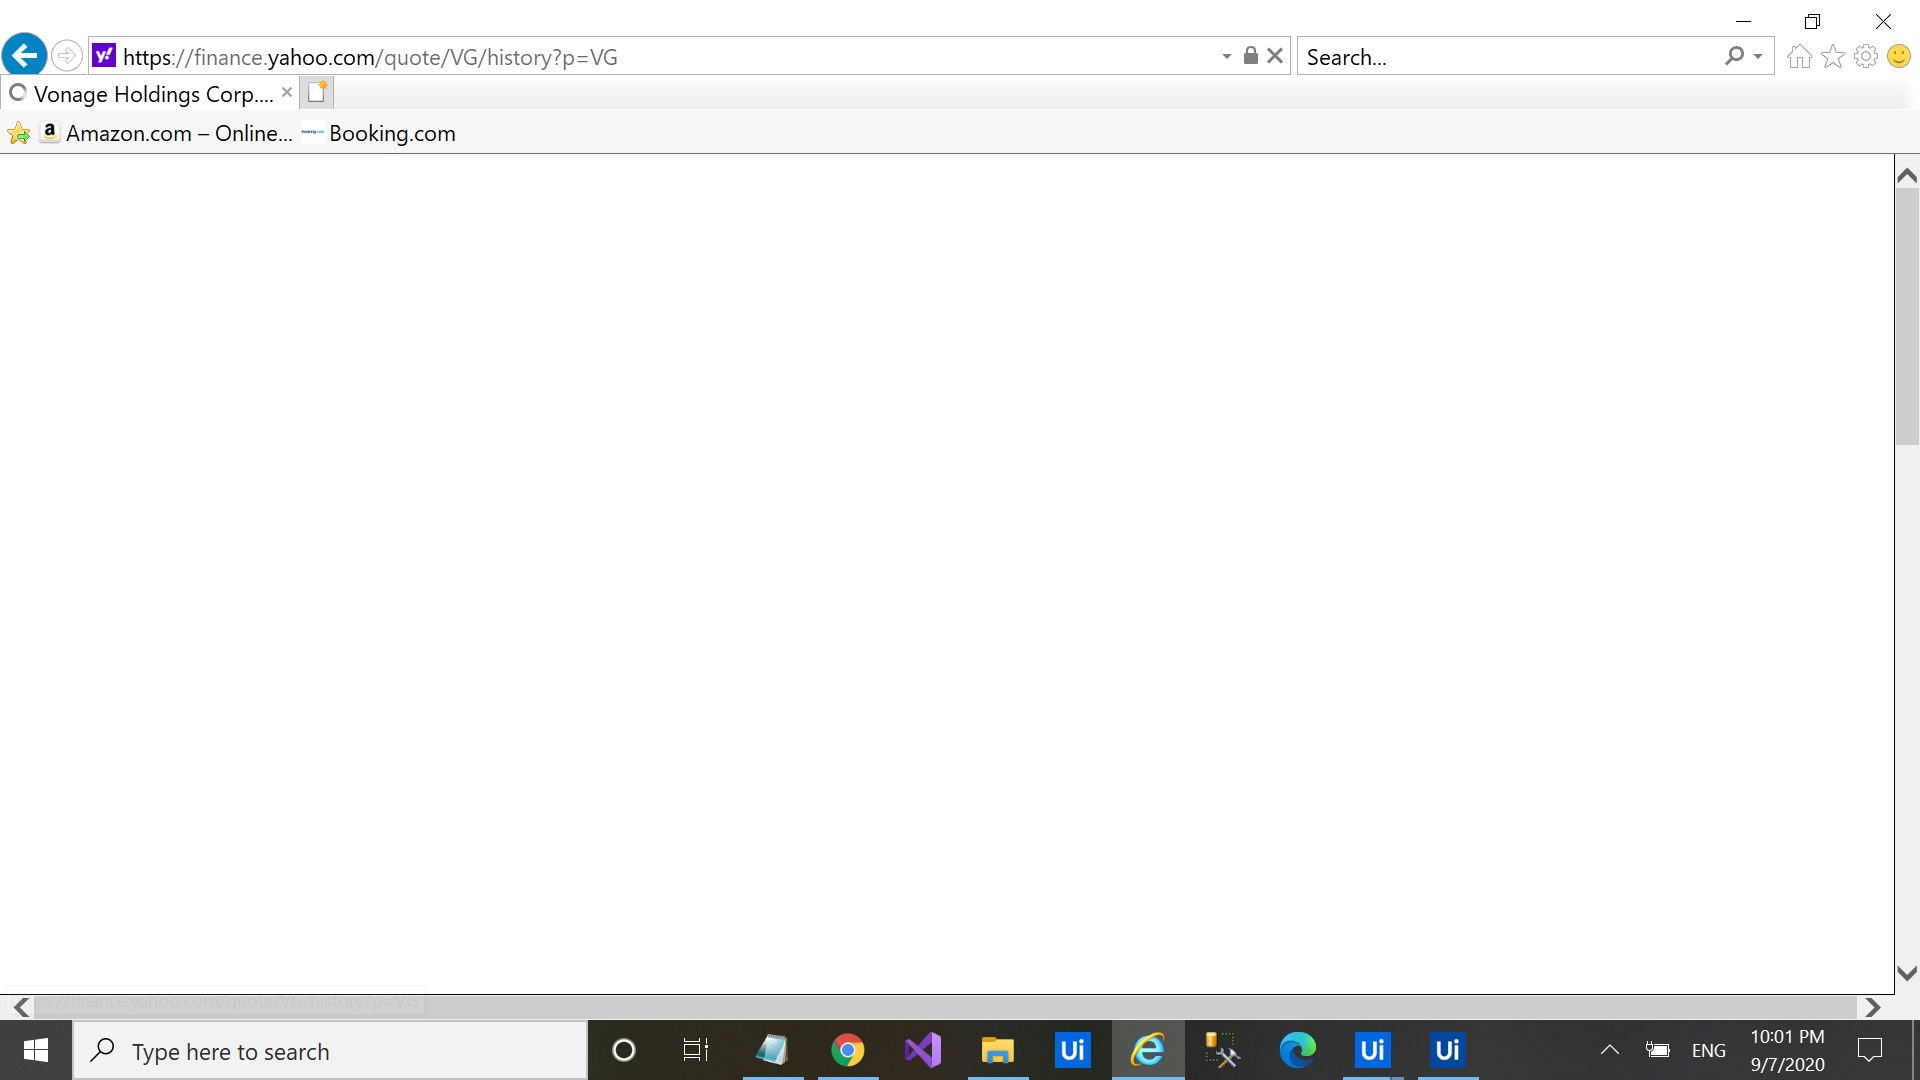 https://finance.yahoo.com/quote/VG/history?p=VG
Search...
Vonage Holdings Corp....
Amazon.com – Online...
Booking.com
ps://finance.yahoo.com/quote/VG/history?p=VG
Type here to search
Ui
Ui
Ui
ENG
10:01 PM
9/7/2020